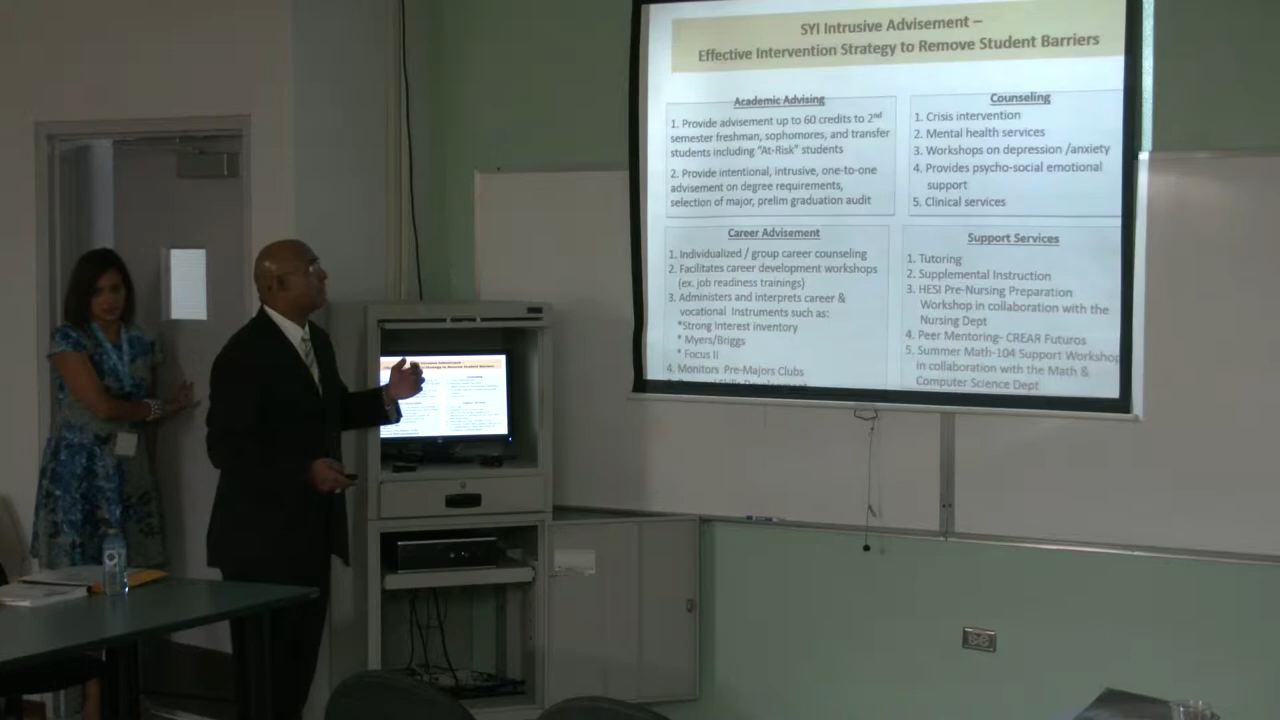 SYI Intrusive Advisement –
Effective Intervention Strategy to Remove Student Barriers
Academic Advising
1. Provide advisement up to 60 credits to 2nd
semester freshman, sophomores, and transfer
students including "At-Risk" students
2. Provide intentional, intrusive, one-to-one
advisement on degree requirements,
selection of major, prelim graduation audit
Counseling
1. Crisis intervention
2. Mental health services
3. Workshops on depression /anxiety
4. Provides psycho-social emotional
support
5. Clinical services
Career Advisement
1. Individualized / group career counseling
2. Facilitates career development workshops
(ex. job readiness trainings)
3. Administers and interprets career &
vocational Instruments such as:
*Strong Interest inventory
* Myers/Briggs
* Focus II
4. Monitors Pre-Majors Clubs
Support Services
1. Tutoring
2. Supplemental Instruction
3. HESI Pre-Nursing Preparation
Workshop in collaboration with the
Nursing Dept
4. Peer Mentoring- CREAR Futuros
5. Summer Math-104 Support Workshop
in collaboration with the Math &
Computer Science Dept